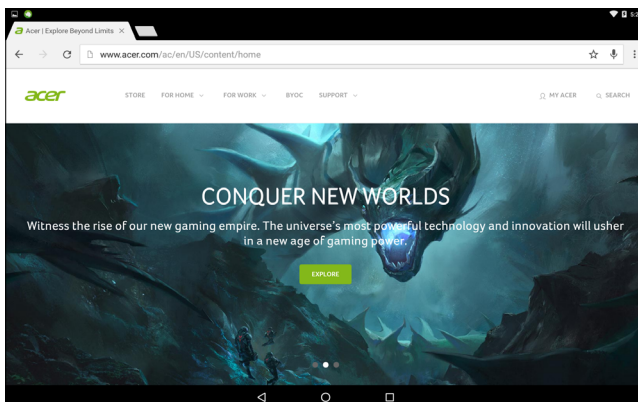 5:2
Acer | Explore Beyond Limits
www.acer.com/ac/en/US/content/home
acer
STORE
FOR HOME
FOR WORK
BYOC
SUPPORT
MY ACER
SEARCH
CONQUER NEW WORLDS
Witness the rise of our new gaming empire. The universe's most powerful technology and innovation will usher
in a new age of gaming power.
EXPLORE